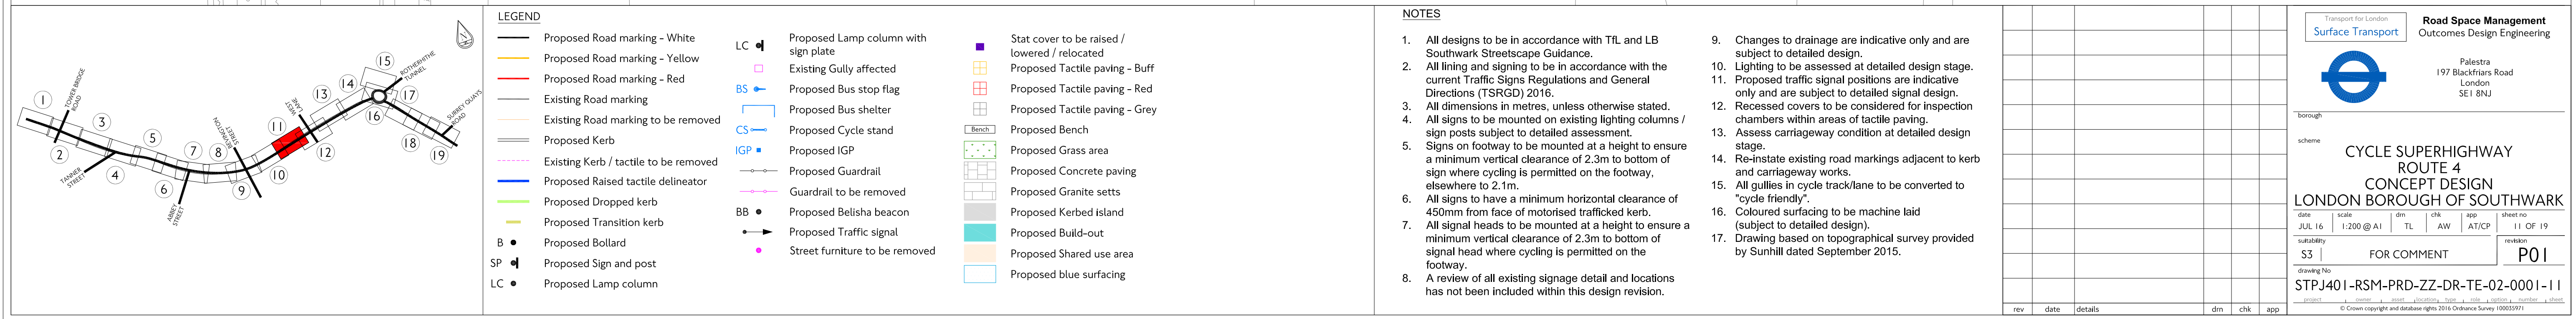 1
TOWER BRIDGE
ROAD
2
3
TANNER
STREET
4
5
6
ABBEY
STREET
7
8
BEVINGTON
STREET
9
10
11
WEST
LANE
12
13
14
15
ROTHERHITHE
TUNNEL
16
17
SURREY QUAYS
ROAD
18
19
LEGEND
Proposed Road marking - White
Proposed Road marking - Yellow
Proposed Road marking - Red
Existing Road marking
Existing Road marking to be removed
Proposed Kerb
Existing Kerb / tactile to be removed
Proposed Raised tactile delineator
Proposed Dropped kerb
Proposed Transition kerb
B Proposed Bollard
SP Proposed Sign and post
LC Proposed Lamp column
LC Proposed Lamp column with
sign plate
Existing Gully affected
BS Proposed Bus stop flag
Proposed Bus shelter
CS Proposed Cycle stand
IGP Proposed IGP
Proposed Guardrail
Guardrail to be removed
BB Proposed Belisha beacon
Proposed Traffic signal
Street furniture to be removed
Stat cover to be raised /
lowered / relocated
Proposed Tactile paving - Buff
Proposed Tactile paving - Red
Proposed Tactile paving - Grey
Bench Proposed Bench
Proposed Grass area
Proposed Concrete paving
Proposed Granite setts
Proposed Kerbed island
Proposed Build-out
Proposed Shared use area
Proposed blue surfacing
NOTES
1. All designs to be in accordance with TfL and LB
Southwark Streetscape Guidance.
2. All lining and signing to be in accordance with the
current Traffic Signs Regulations and General
Directions (TSRGD) 2016.
3. All dimensions in metres, unless otherwise stated.
4. All signs to be mounted on existing lighting columns /
sign posts subject to detailed assessment.
5. Signs on footway to be mounted at a height to ensure
a minimum vertical clearance of 2.3m to bottom of
sign where cycling is permitted on the footway,
elsewhere to 2.1m.
6. All signs to have a minimum horizontal clearance of
450mm from face of motorised trafficked kerb.
7. All signal heads to be mounted at a height to ensure a
minimum vertical clearance of 2.3m to bottom of
signal head where cycling is permitted on the
footway.
8. A review of all existing signage detail and locations
has not been included within this design revision.
9. Changes to drainage are indicative only and are
subject to detailed design.
10. Lighting to be assessed at detailed design stage.
11. Proposed traffic signal positions are indicative
only and are subject to detailed signal design.
12. Recessed covers to be considered for inspection
chambers within areas of tactile paving.
13. Assess carriageway condition at detailed design
stage.
14. Re-instate existing road markings adjacent to kerb
and carriageway works.
15. All gullies in cycle track/lane to be converted to
"cycle friendly".
16. Coloured surfacing to be machine laid
(subject to detailed design).
17. Drawing based on topographical survey provided
by Sunhill dated September 2015.
rev date details drn chk app
Transport for London
Surface Transport
Road Space Management
Outcomes Design Engineering
Palestra
197 Blackfriars Road
London
SE1 8NJ
borough
scheme
CYCLE SUPERHIGHWAY
ROUTE 4
CONCEPT DESIGN
LONDON BOROUGH OF SOUTHWARK
date scale drn chk app sheet no
JUL 16 1:200 @ A1 TL AW AT/CP 11 OF 19
suitability revision
S3 FOR COMMENT P01
drawing No
STPJ401-RSM-PRD-ZZ-DR-TE-02-0001-11
project owner asset location type role option number sheet
© Crown copyright and database rights 2016 Ordnance Survey 100035971